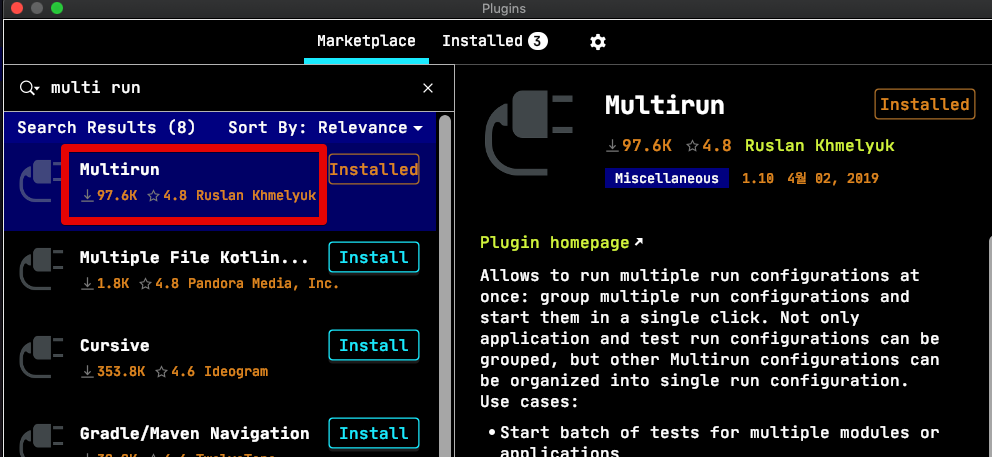 Plugins
Marketplace Installed 3
multi run
Search Results (8) Sort By: Relevance
Multirun Installed
97.6K 4.8 Ruslan Khmelyuk
Multiple File Kotlin... Install
1.8K 4.8 Pandora Media, Inc.
Cursive Install
353.8K 4.6 Ideogram
Gradle/Maven Navigation Install
Multirun Installed
97.6K 4.8 Ruslan Khmelyuk
Miscellaneous 1.10 4월 02, 2019
Plugin homepage
Allows to run multiple run configurations at
once: group multiple run configurations and
start them in a single click. Not only
application and test run configurations can be
grouped, but other Multirun configurations can
be organized into single run configuration.
Use cases:
• Start batch of tests for multiple modules or
applications